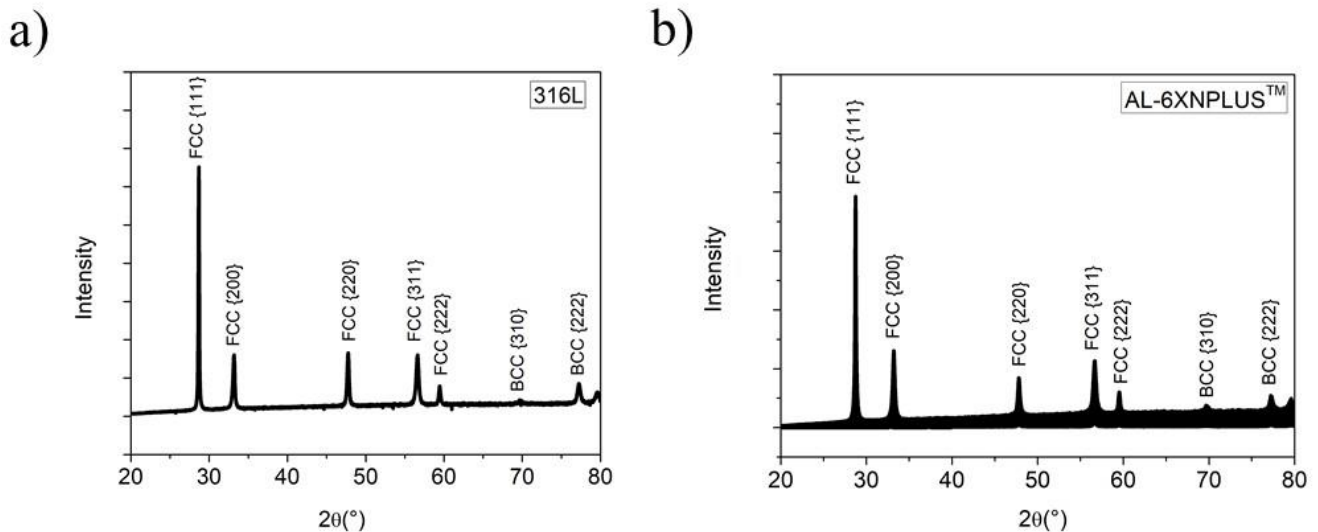 a)
316L
FCC {111}
FCC {200}
FCC {220}
FCC {311}
FCC {222}
BCC {310}
BCC {222}
Intensity
20 30 40 50 60 70 80
2θ(°)
b)
AL-6XNPLUS™
FCC {111}
FCC {200}
FCC {220}
FCC {311}
FCC {222}
BCC {310}
BCC {222}
Intensity
20 30 40 50 60 70 80
2θ(°)